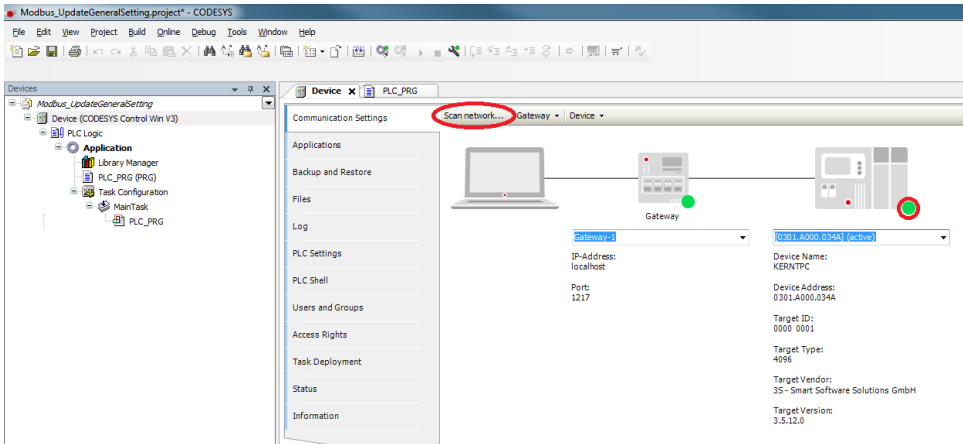 Modbus_UpdateGeneralSetting.project* - CODESYS
File Edit View Project Build Online Debug Tools Window Help
Devices
Modbus_UpdateGeneralSetting
Device (CODESYS Control Win V3)
PLC Logic
Application
Library Manager
PLC_PRG (PRG)
Task Configuration
MainTask
PLC_PRG
Device
PLC_PRG
Communication Settings
Applications
Backup and Restore
Files
Log
PLC Settings
PLC Shell
Users and Groups
Access Rights
Task Deployment
Status
Information
Scan network... Gateway Device
Gateway
Gateway-1
IP-Address:
localhost
Port:
1217
[0301.A000.034A] (active)
Device Name:
KERNTPC
Device Address:
0301.A000.034A
Target ID:
0000 0001
Target Type:
4096
Target Vendor:
3S - Smart Software Solutions GmbH
Target Version:
3.5.12.0